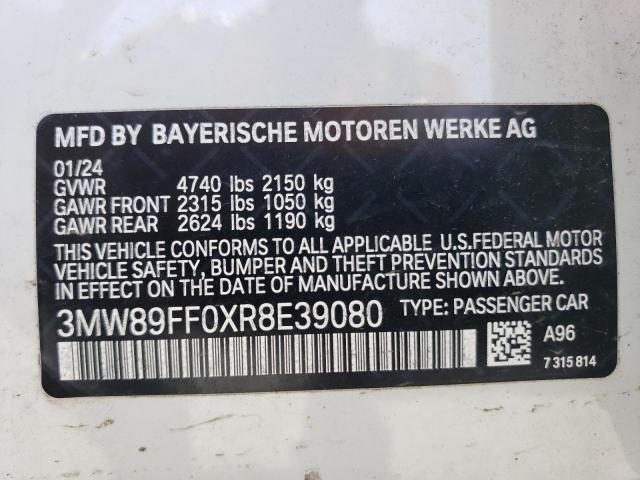 MFD BY BAYERISCHE MOTOREN WERKE AG
01/24
GVWR 4740 lbs 2150 kg
GAWR FRONT 2315 lbs 1050 kg
GAWR REAR 2624 lbs 1190 kg
THIS VEHICLE CONFORMS TO ALL APPLICABLE U.S.FEDERAL MOTOR
VEHICLE SAFETY, BUMPER AND THEFT PREVENTION STANDARDS
IN EFFECT ON THE DATE OF MANUFACTURE SHOWN ABOVE.
3MW89FF0XR8E39080 TYPE: PASSENGER CAR
A96
7 315 814